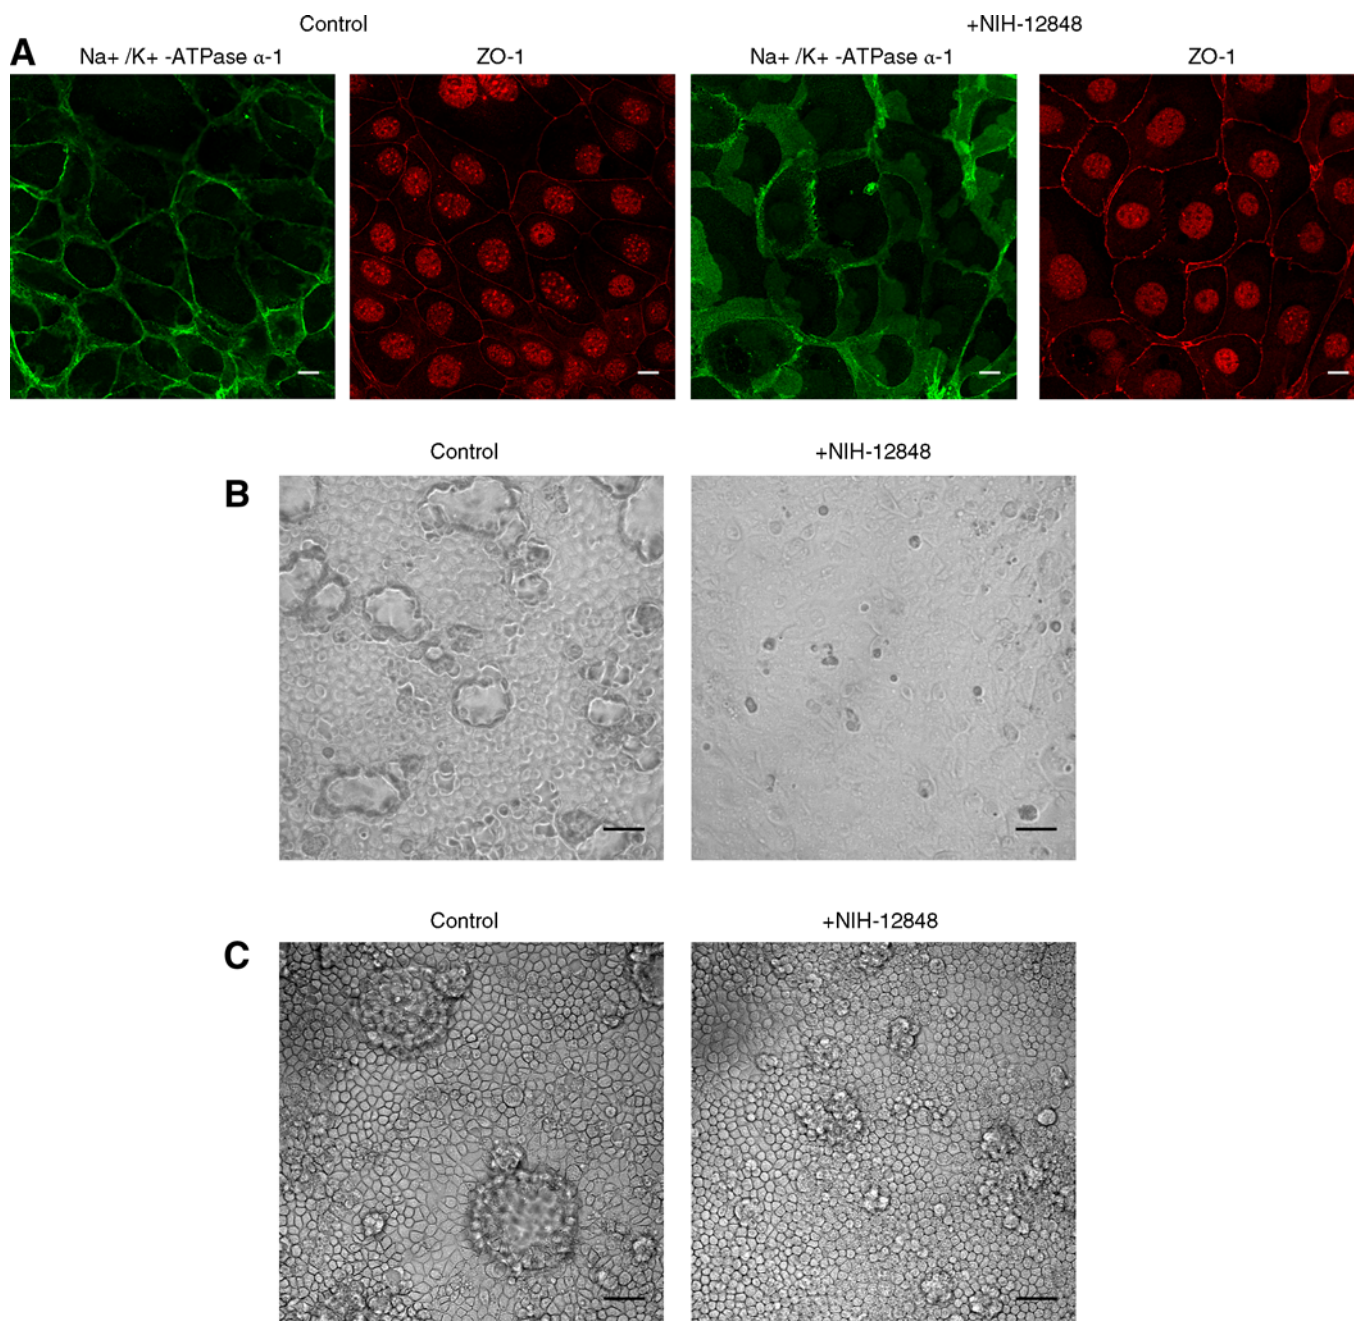 Control +NIH-12848
A Na+ /K+ -ATPase α-1 ZO-1 Na+ /K+ -ATPase α-1 ZO-1
Control +NIH-12848
B
Control +NIH-12848
C